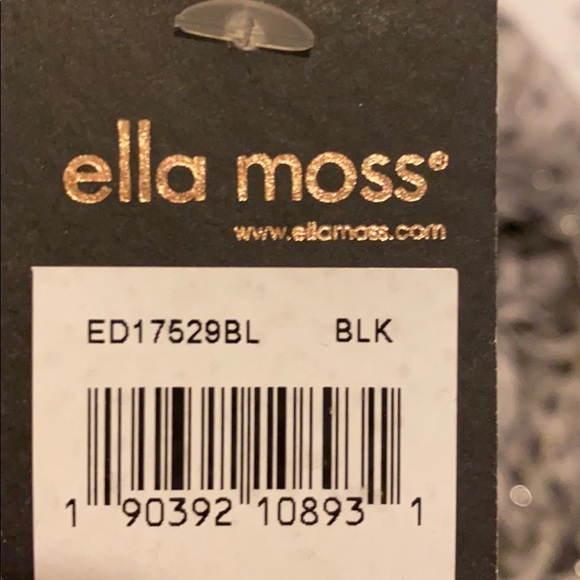 ella moss®
www.ellamoss.com
ED17529BL BLK
1 90392 10893 1